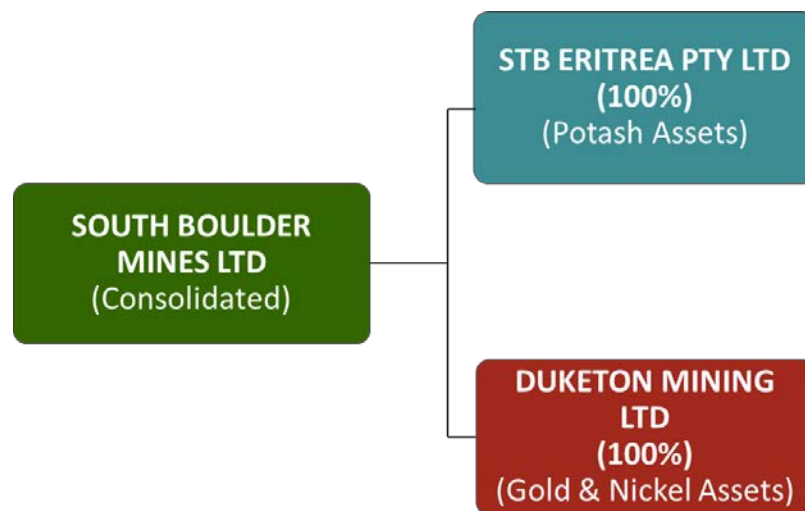 STB ERITREA PTY LTD
(100%)
(Potash Assets)
SOUTH BOULDER
MINES LTD
(Consolidated)
DUKETON MINING
LTD
(100%)
(Gold & Nickel Assets)